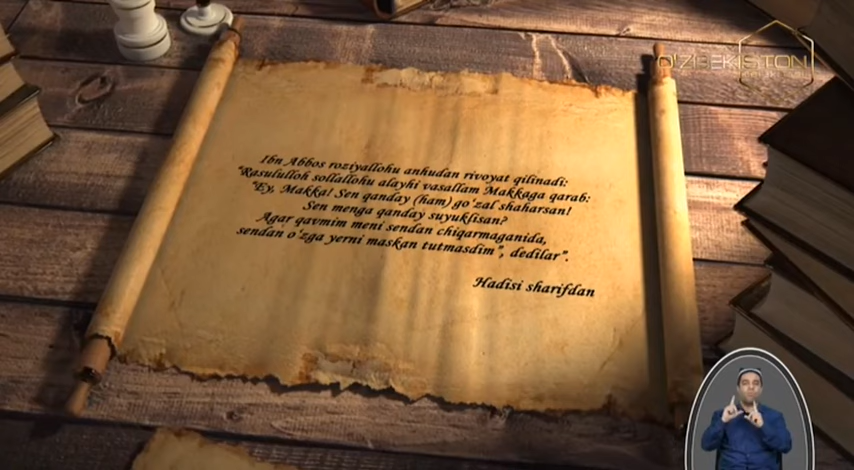 O'ZBEKISTON
Ibn Abbos roziyallohu anhudan rivoyat qilinadi:
"Rasululloh sollallohu alayhi vasallam Makkaga qarab:
"Ey, Makka! Sen qanday (ham) go'zal shaharsan!
Sen menga qanday suyuklisan?
Agar qavmim meni sendan chiqarmaganida,
sendan o'zga yerni maskan tutmasdim", dedilar".
Hadisi sharifdan